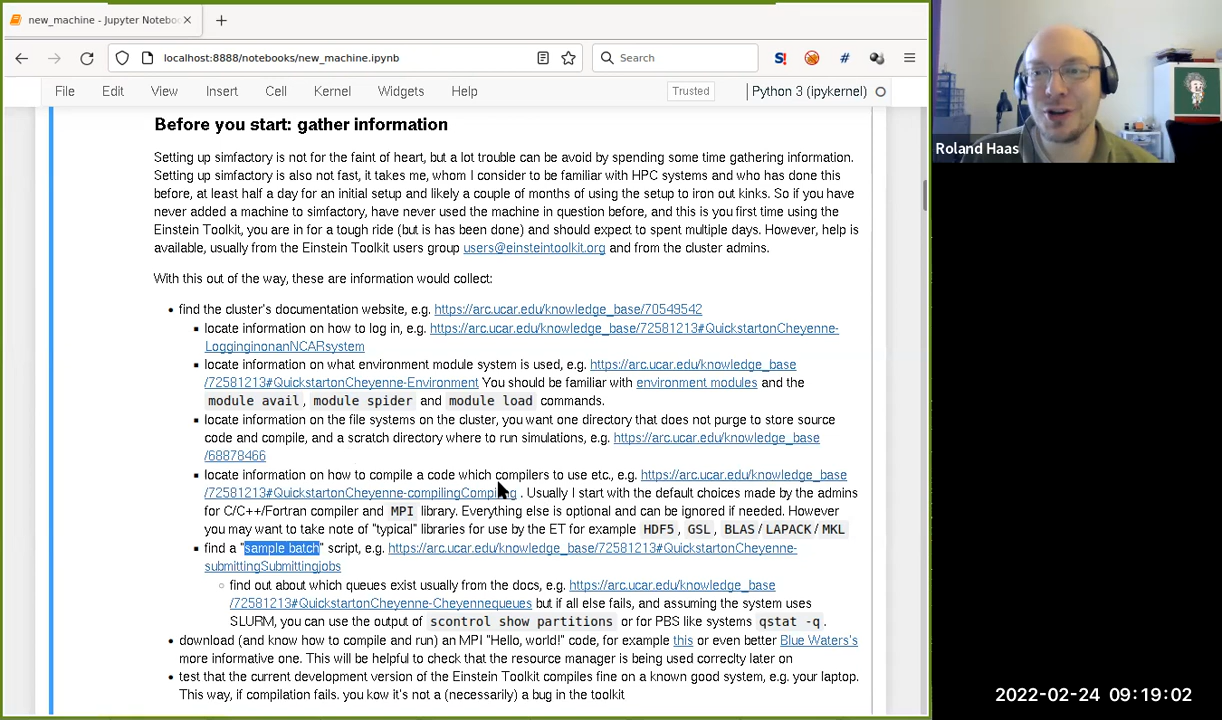 new_machine - Jupyter Noteboo
localhost:8888/notebooks/new_machine.ipynb
Search
S!
#
File Edit View Insert Cell Kernel Widgets Help Trusted Python 3 (ipykernel)
Before you start: gather information
Setting up simfactory is not for the faint of heart, but a lot trouble can be avoid by spending some time gathering information.
Setting up simfactory is also not fast, it takes me, whom I consider to be familiar with HPC systems and who has done this
before, at least half a day for an initial setup and likely a couple of months of using the setup to iron out kinks. So if you have
never added a machine to simfactory, have never used the machine in question before, and this is you first time using the
Einstein Toolkit, you are in for a tough ride (but is has been done) and should expect to spent multiple days. However, help is
available, usually from the Einstein Toolkit users group users@einsteintoolkit.org and from the cluster admins.
With this out of the way, these are information would collect:
• find the cluster's documentation website, e.g. https://arc.ucar.edu/knowledge_base/70549542
▪ locate information on how to log in, e.g. https://arc.ucar.edu/knowledge_base/72581213#QuickstartonCheyenne-
LogginginonanNCARsystem
▪ locate information on what environment module system is used, e.g. https://arc.ucar.edu/knowledge_base
/72581213#QuickstartonCheyenne-Environment You should be familiar with environment modules and the
module avail, module spider and module load commands.
▪ locate information on the file systems on the cluster, you want one directory that does not purge to store source
code and compile, and a scratch directory where to run simulations, e.g. https://arc.ucar.edu/knowledge_base
/68878466
▪ locate information on how to compile a code which compilers to use etc., e.g. https://arc.ucar.edu/knowledge_base
/72581213#QuickstartonCheyenne-compilingCompiling . Usually I start with the default choices made by the admins
for C/C++/Fortran compiler and MPI library. Everything else is optional and can be ignored if needed. However
you may want to take note of "typical" libraries for use by the ET for example HDF5, GSL, BLAS/LAPACK/MKL
▪ find a "sample batch" script, e.g. https://arc.ucar.edu/knowledge_base/72581213#QuickstartonCheyenne-
submittingSubmittingjobs
◦ find out about which queues exist usually from the docs, e.g. https://arc.ucar.edu/knowledge_base
/72581213#QuickstartonCheyenne-Cheyennequeues but if all else fails, and assuming the system uses
SLURM, you can use the output of scontrol show partitions or for PBS like systems qstat -q.
• download (and know how to compile and run) an MPI "Hello, world!" code, for example this or even better Blue Waters's
more informative one. This will be helpful to check that the resource manager is being used correclty later on
• test that the current development version of the Einstein Toolkit compiles fine on a known good system, e.g. your laptop.
This way, if compilation fails. you kow it's not a (necessarily) a bug in the toolkit
Roland Haas
2022-02-24 09:19:02